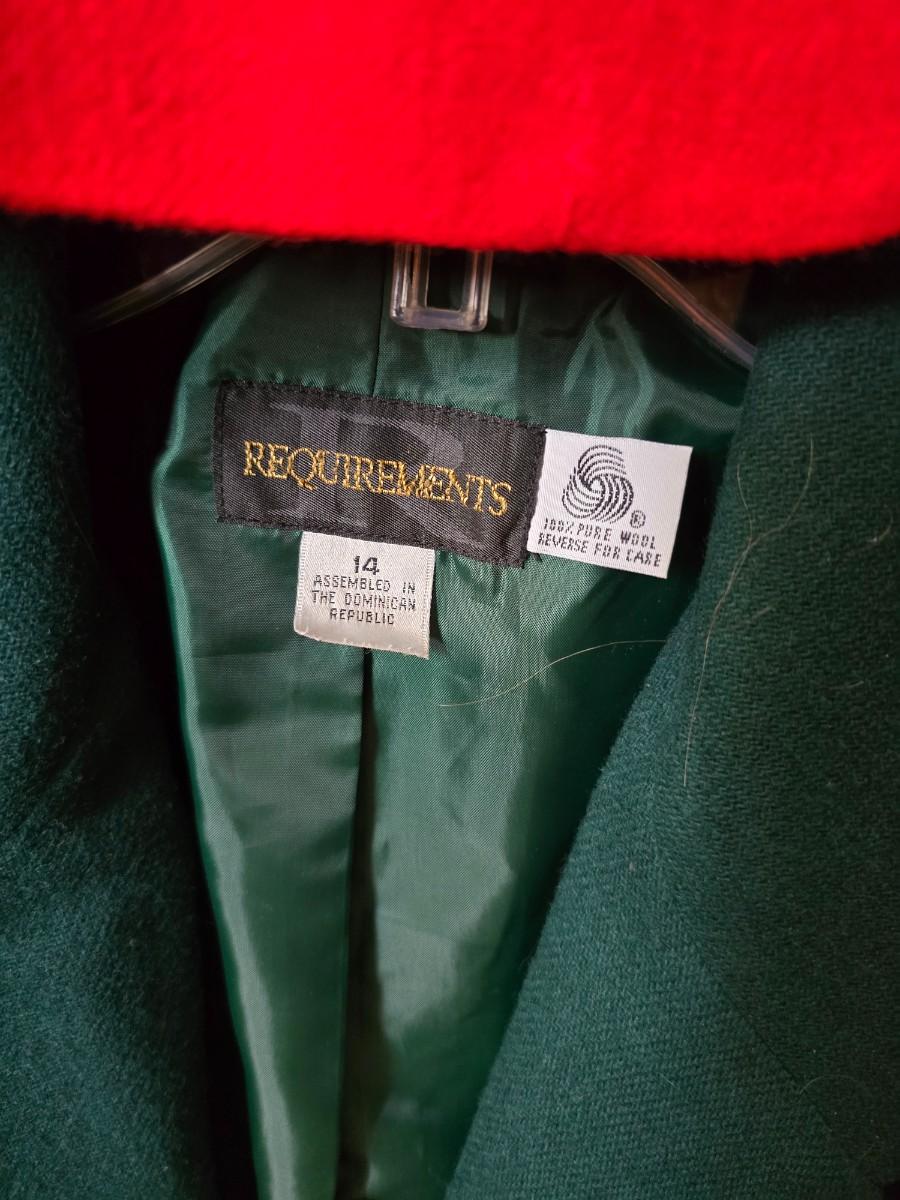 R
REQUIREMENTS
®
100% PURE WOOL
REVERSE FOR CARE
14
ASSEMBLED IN
THE DOMINICAN
REPUBLIC